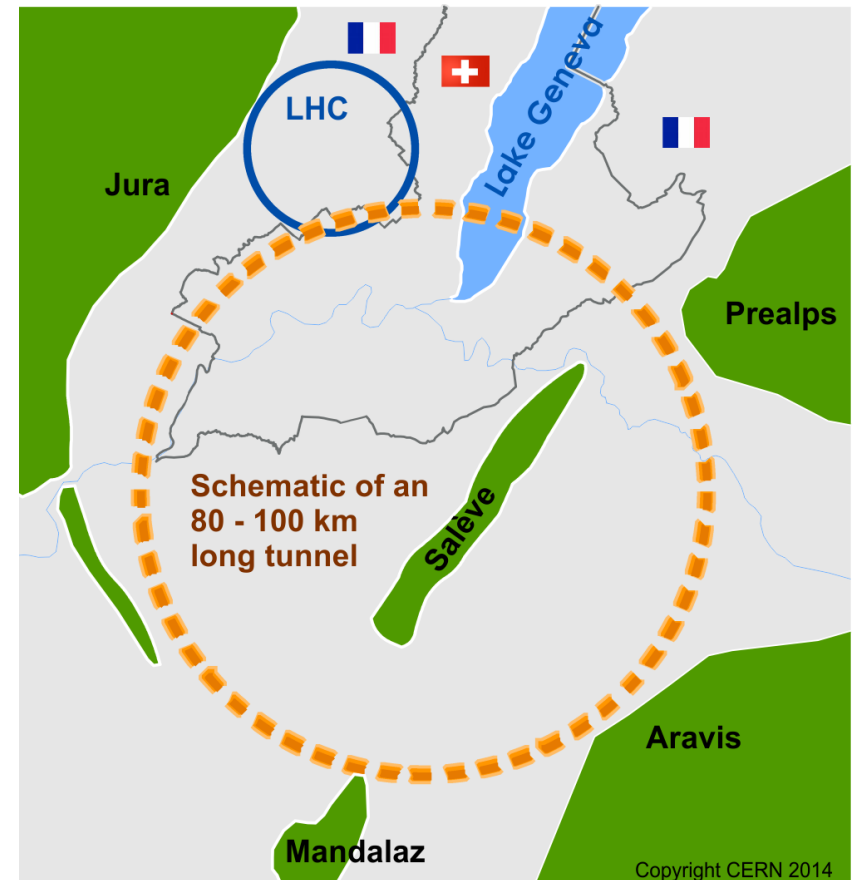 LHC
Lake Geneva
Jura
Prealps
Schematic of an
80 - 100 km
long tunnel
Salève
Aravis
Mandalaz
Copyright CERN 2014